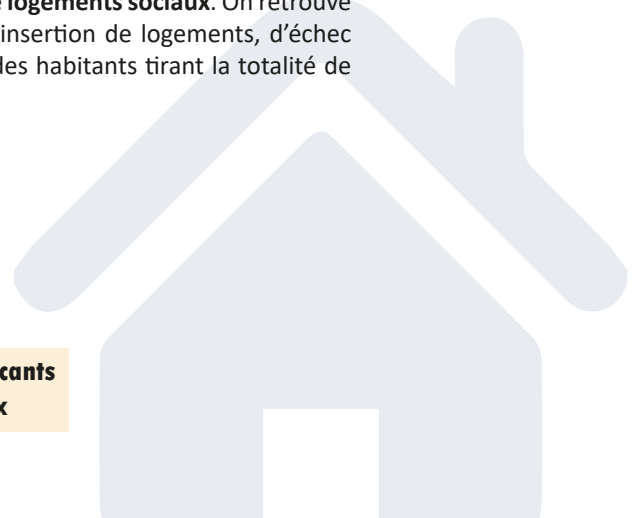 logements sociaux. On retrouve
insertion de logements, d'échec
des habitants tirant la totalité de
cants
x